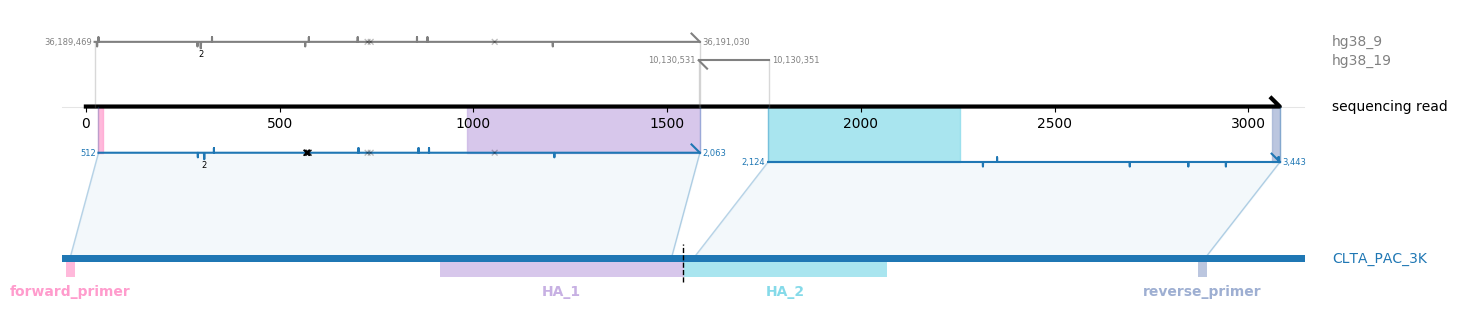 36,189,469 2 36,191,030 hg38_9
10,130,531 10,130,351 hg38_19
sequencing read
0 500 1000 1500 2000 2500 3000
512 2 2,063 2,124 3,443
CLTA_PAC_3K
forward_primer HA_1 HA_2 reverse_primer